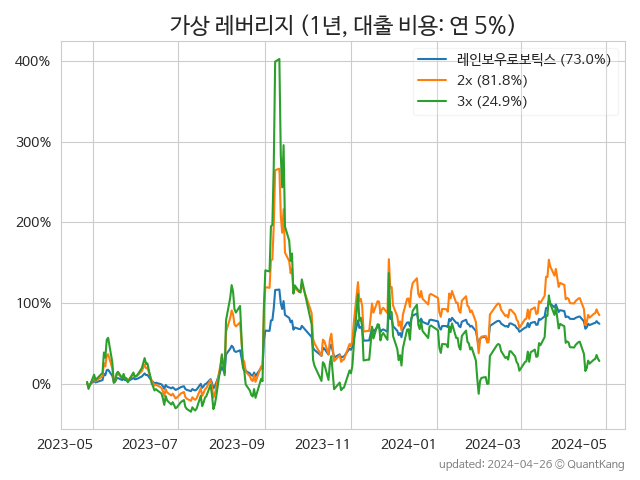 가상 레버리지 (1년, 대출 비용: 연 5%)
레인보우로보틱스 (73.0%)
2x (81.8%)
3x (24.9%)
400%
300%
200%
100%
0%
2023-05 2023-07 2023-09 2023-11 2024-01 2024-03 2024-05
updated: 2024-04-26 © QuantKang